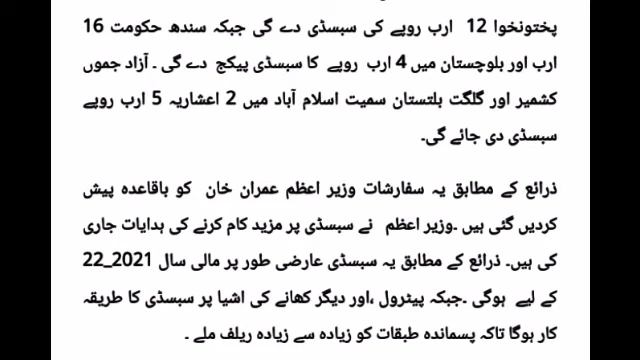 پختونخوا 12 ارب روپے کی سبسڈی دے گی جبکہ سندھ حکومت 16
ارب اور بلوچستان میں 4 ارب روپے کا سبسڈی پیکج دے گی ۔ آزاد جموں
کشمیر اور گلگت بلتستان سمیت اسلام آباد میں 2 اعشاریہ 5 ارب روپے
سبسڈی دی جائے گی۔
ذرائع کے مطابق یہ سفارشات وزیر اعظم عمران خان کو باقاعدہ پیش
کردیں گئی ہیں ۔وزیر اعظم نے سبسڈی پر مزید کام کرنے کی ہدایات جاری
کی ہیں۔ ذرائع کے مطابق یہ سبسڈی عارضی طور پر مالی سال 2021_22
کے لیے ہوگی ۔جبکہ پیٹرول ،اور دیگر کھانے کی اشیا پر سبسڈی کا طریقہ
کار ہوگا تاکہ پسماندہ طبقات کو زیادہ سے زیادہ ریلف ملے ۔